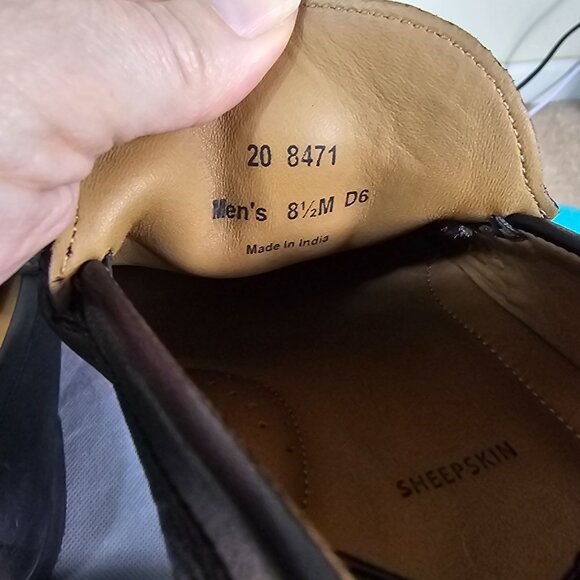 20 8471
Men's 8½M D6
Made in India
SHEEPSKIN